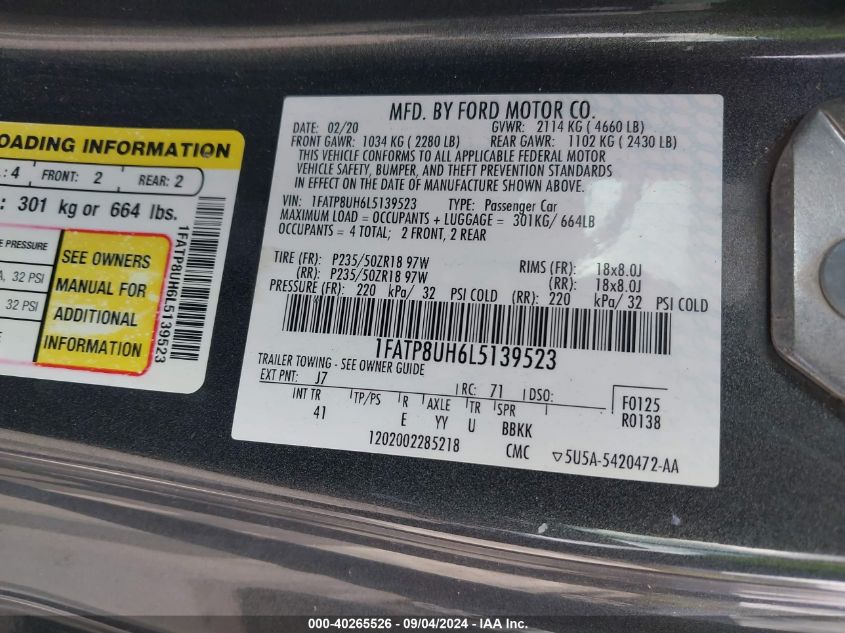 OADING INFORMATION
: 4 FRONT: 2 REAR: 2
: 301 kg or 664 lbs.
PRESSURE
, 32 PSI
32 PSI
SEE OWNERS
MANUAL FOR
ADDITIONAL
INFORMATION
1FATP8UH6L5139523
MFD. BY FORD MOTOR CO.
DATE: 02/20 GVWR: 2114 KG ( 4660 LB)
FRONT GAWR: 1034 KG ( 2280 LB) REAR GAWR: 1102 KG ( 2430 LB)
THIS VEHICLE CONFORMS TO ALL APPLICABLE FEDERAL MOTOR
VEHICLE SAFETY, BUMPER, AND THEFT PREVENTION STANDARDS
IN EFFECT ON THE DATE OF MANUFACTURE SHOWN ABOVE.
VIN: 1FATP8UH6L5139523 TYPE: Passenger Car
MAXIMUM LOAD = OCCUPANTS + LUGGAGE = 301KG/ 664LB
OCCUPANTS = 4 TOTAL; 2 FRONT, 2 REAR
TIRE (FR): P235/50ZR18 97W RIMS (FR): 18x8.0J
(RR): P235/50ZR18 97W (RR): 18x8.0J
PRESSURE (FR): 220 kPa/ 32 PSI COLD (RR): 220 kPa/ 32 PSI COLD
1FATP8UH6L5139523
TRAILER TOWING - SEE OWNER GUIDE
EXT PNT: J7 RC: 71 DSO: F0125
INT TR TP/PS R AXLE TR SPR R0138
41 E YY U BBKK
1202002285218 CMC ▽5U5A-5420472-AA
000-40265526 - 09/04/2024 - IAA Inc.